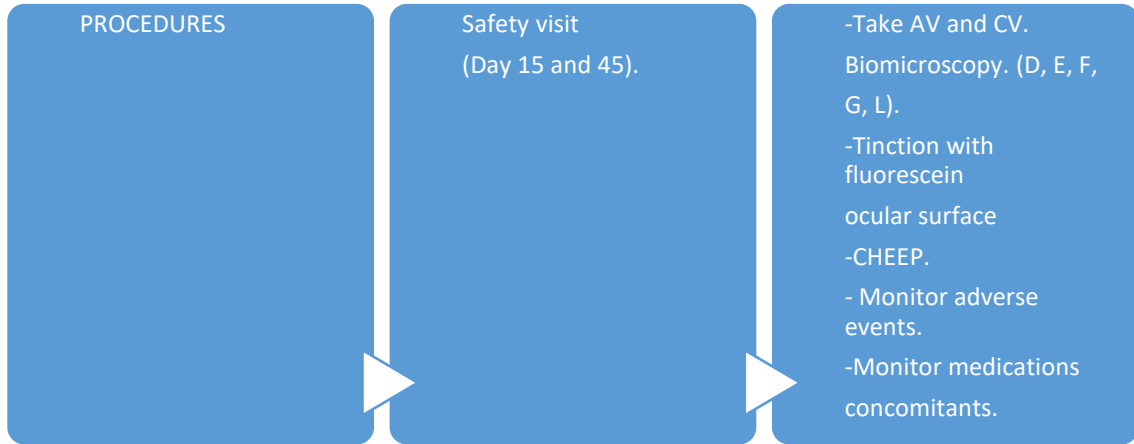 PROCEDURES
Safety visit
(Day 15 and 45).
-Take AV and CV.
Biomicroscopy. (D, E, F,
G, L).
-Tinction with
fluorescein
ocular surface
-CHEEP.
- Monitor adverse
events.
-Monitor medications
concomitants.